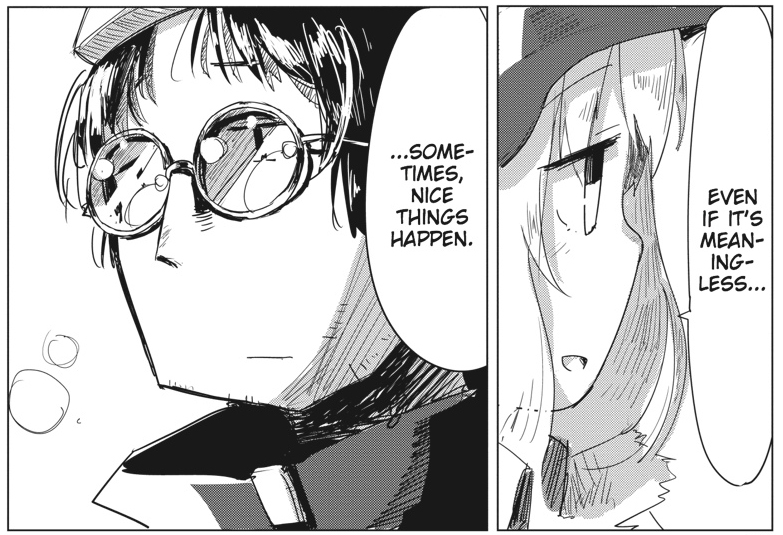 EVEN
IF IT'S
MEAN-
ING-
LESS...
...SOME-
TIMES,
NICE
THINGS
HAPPEN.